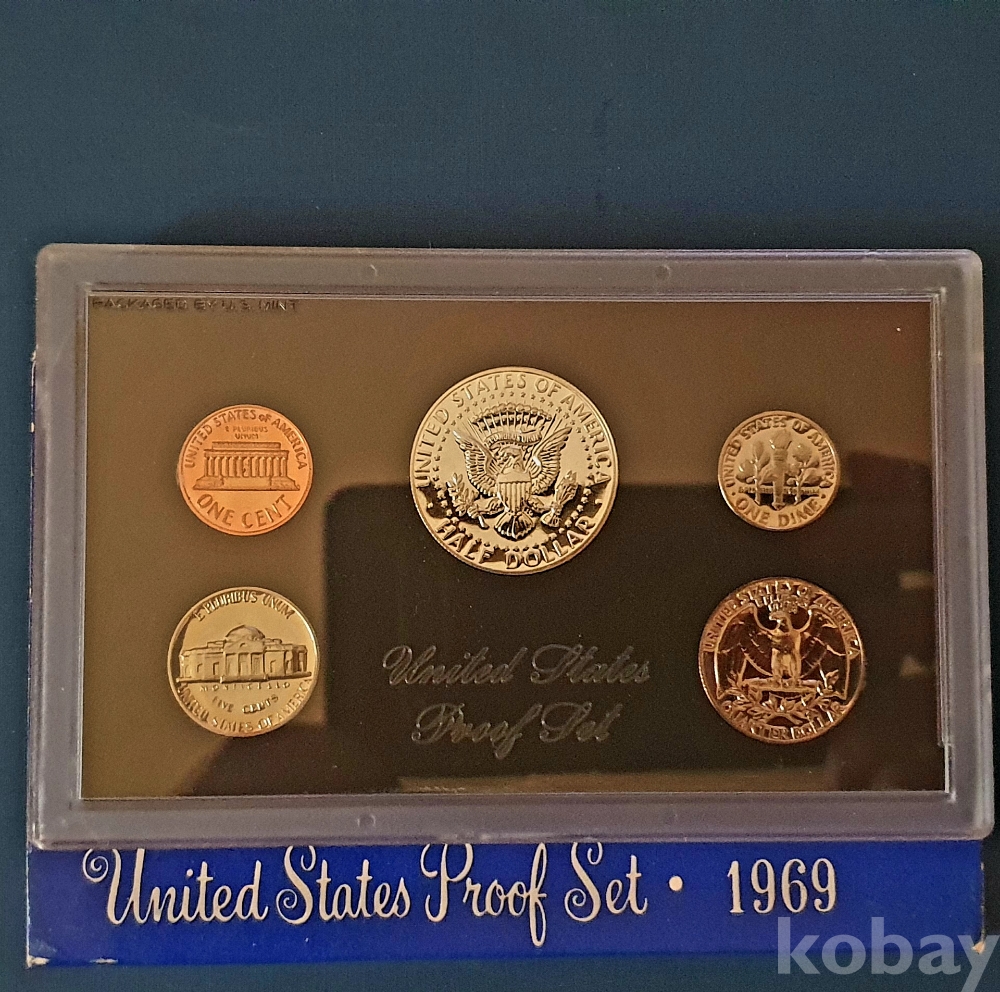 PACKAGED BY U.S. MINT
UNITED STATES of AMERICA
E PLURIBUS
UNUM
ONE CENT
UNITED STATES OF AMERICA
HALF DOLLAR
UNITED STATES OF AMERICA
ONE DIME
E PLURIBUS UNUM
MONTICELLO
FIVE CENTS
UNITED STATES OF AMERICA
UNITED STATES OF AMERICA
QUARTER DOLLAR
United States
Proof Set
United States Proof Set · 1969
kobay